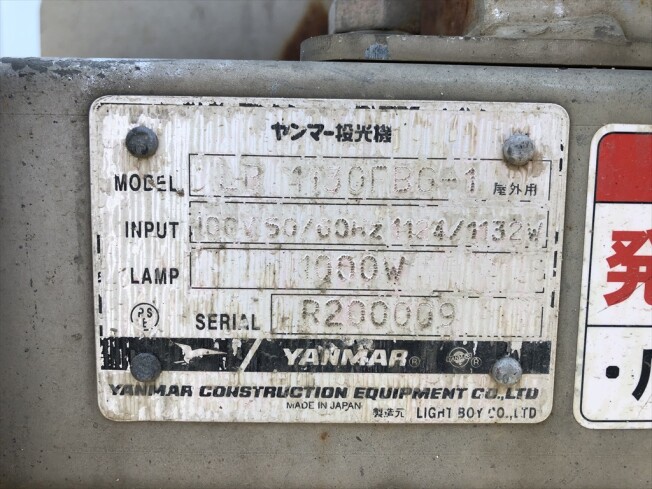 ヤンマー投光機
MODEL 屋外用
INPUT 100V 50/60Hz 1124/1132W
LAMP 1000W
PSE SERIAL R200009
YANMAR®
YANMAR CONSTRUCTION EQUIPMENT CO.,LTD
MADE IN JAPAN 製造元 LIGHT BOY CO.,LTD
発